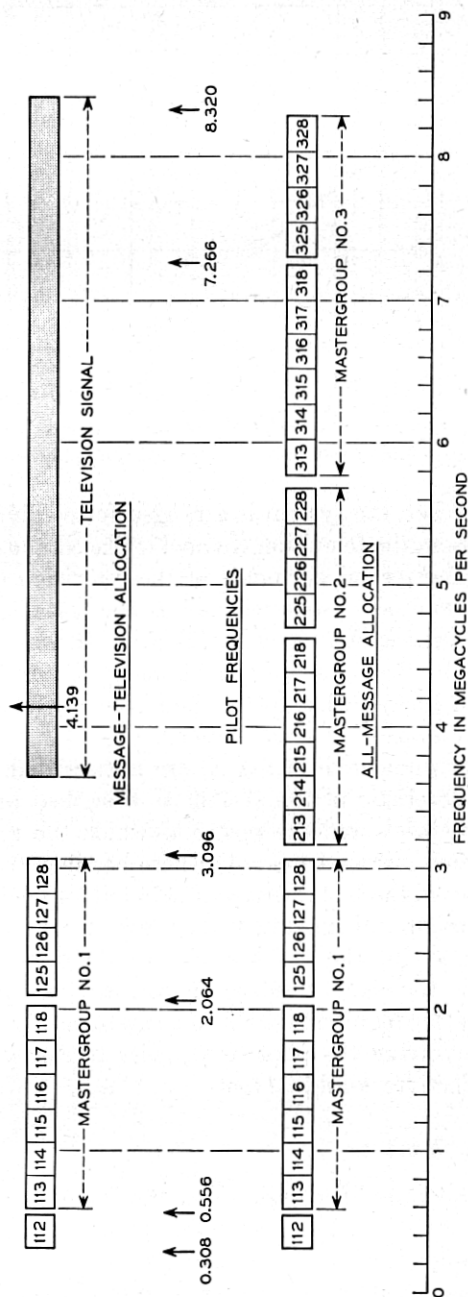 112 113 114 115 116 117 118 125 126 127 128
MASTERGROUP NO.1
4.139
TELEVISION SIGNAL
MESSAGE-TELEVISION ALLOCATION
0.308 0.556 2.064 3.096 7.266 8.320
PILOT FREQUENCIES
112 113 114 115 116 117 118 125 126 127 128 213 214 215 216 217 218 225 226 227 228 313 314 315 316 317 318 325 326 327 328
MASTERGROUP NO.1 MASTERGROUP NO.2 MASTERGROUP NO.3
ALL-MESSAGE ALLOCATION
0 1 2 3 4 5 6 7 8 9
FREQUENCY IN MEGACYCLES PER SECOND